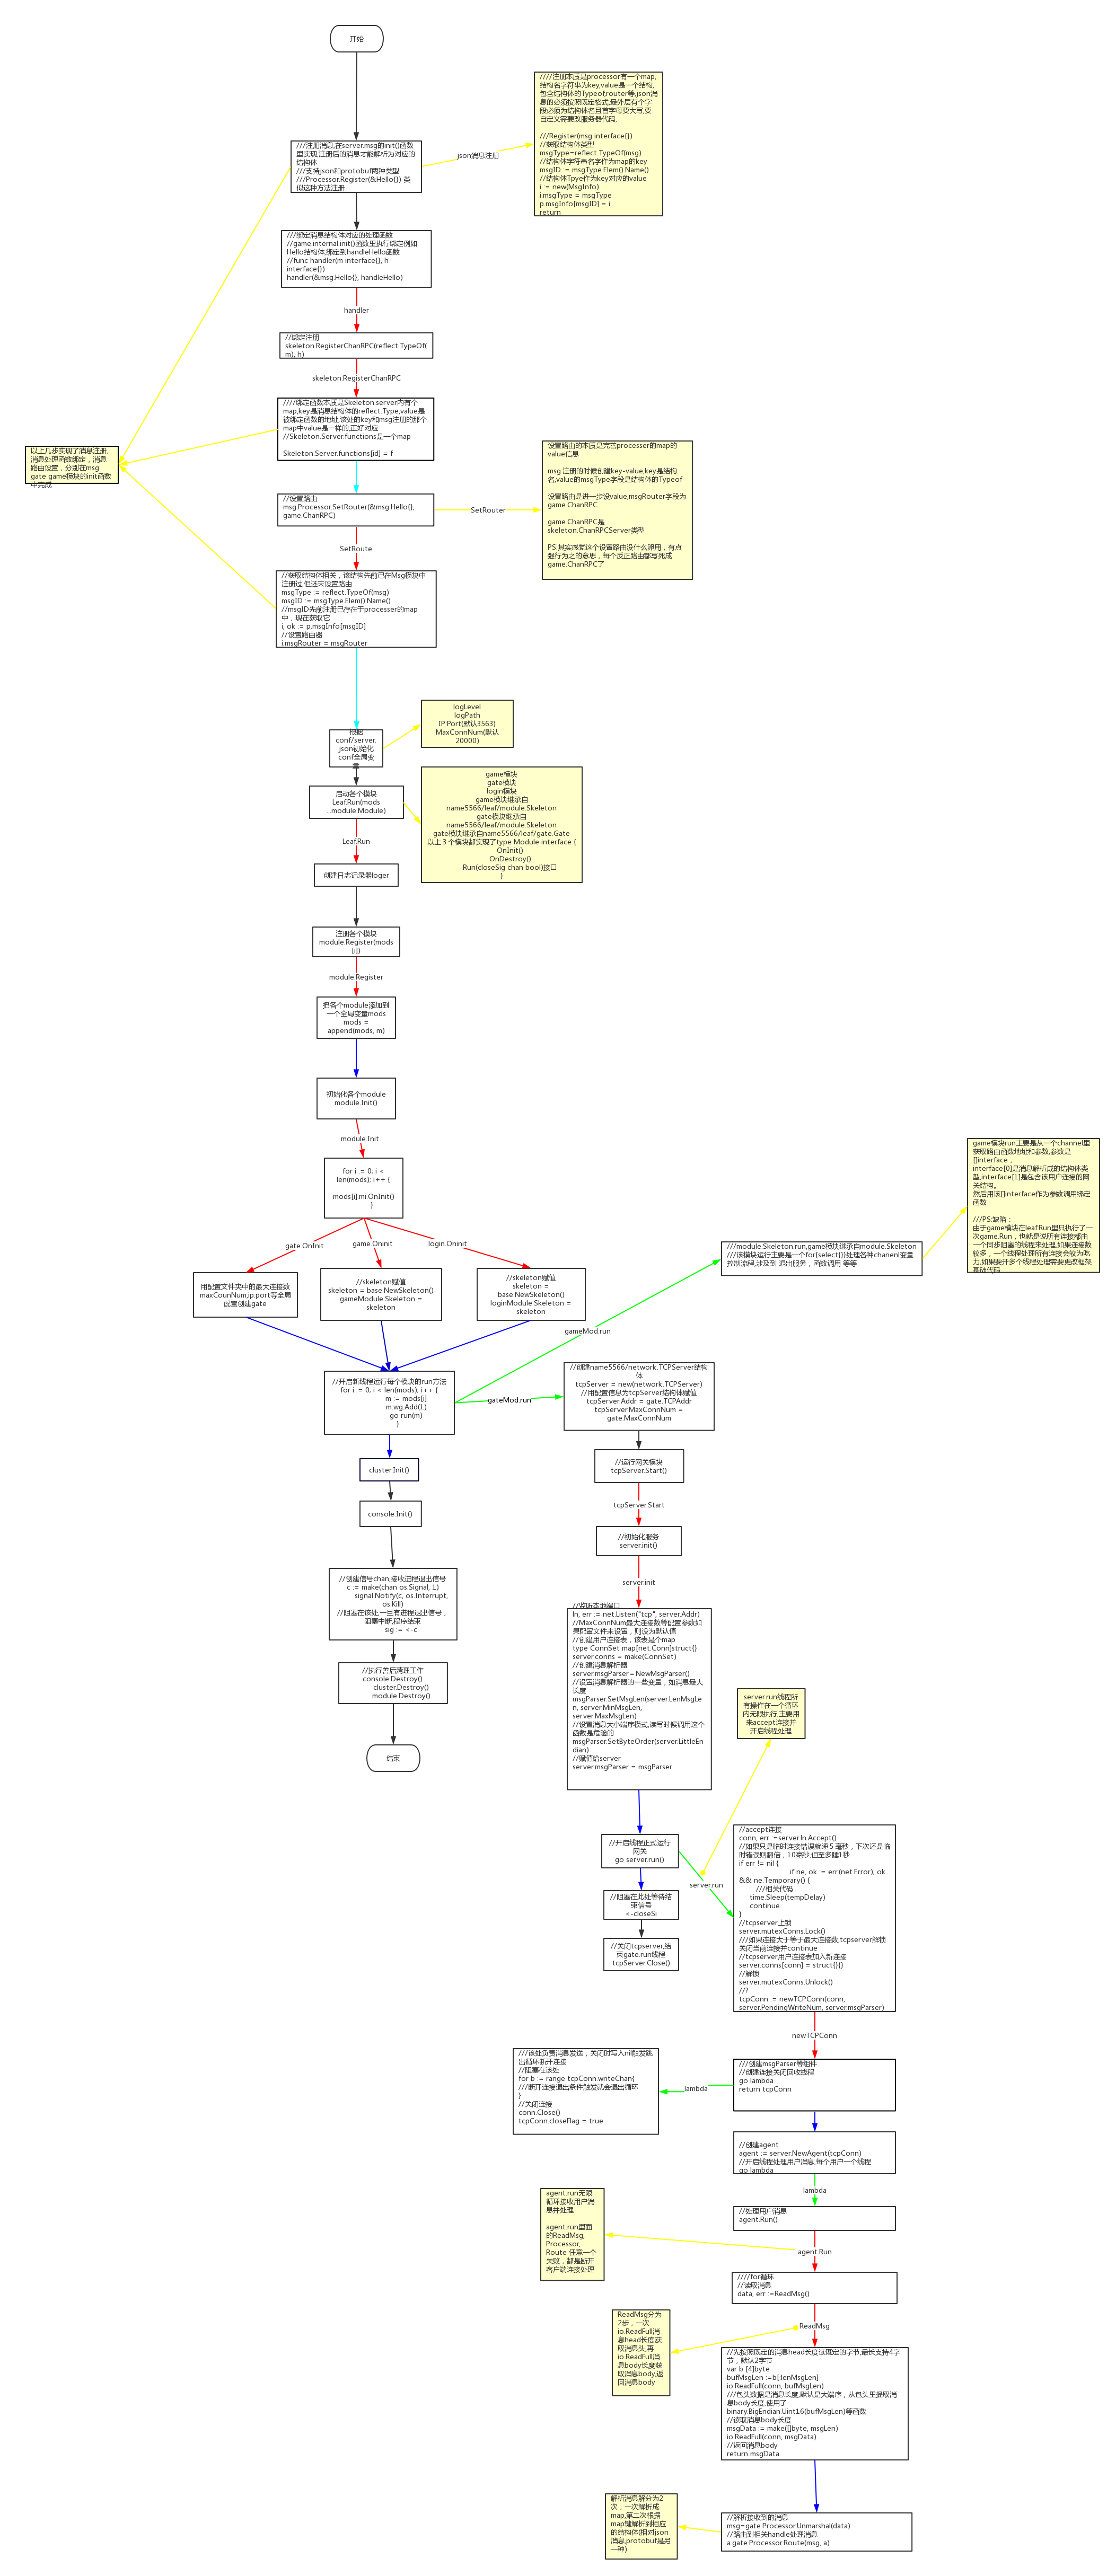 开始
///注册消息,在server.msg的init()函数
里实现,注册后的消息才能解析为对应的
结构体
///支持json和protobuf两种类型
///Processor.Register(&Hello{}) 类
似这种方法注册
json消息注册
////注册本质是processor有一个map,
结构名字符串为key,value是一个结构,
包含结构体的Typeof,router等,json消
息的必须按照既定格式,最外层有个字
段必须为结构体名且首字母要大写,要
自定义需要改服务器代码,
///Register(msg interface{})
//获取结构体类型
msgType=reflect.TypeOf(msg)
//结构体字符串名字作为map的key
msgID := msgType.Elem().Name()
//结构体Tpye作为key对应的value
i := new(MsgInfo)
i.msgType = msgType
p.msgInfo[msgID] = i
return
///绑定消息结构体对应的处理函数
//game.internal.init()函数里执行绑定例如
Hello结构体,绑定到handleHello函数
//func handler(m interface{}, h
interface{})
handler(&msg.Hello{}, handleHello)
handler
//绑定注册
skeleton.RegisterChanRPC(reflect.TypeOf(
m), h)
skeleton.RegisterChanRPC
////绑定函数本质是Skeleton.server内有个
map,key是消息结构体的reflect.Type,value是
被绑定函数的地址,该处的key和msg注册的那个
map中value是一样的,正好对应
//Skeleton.Server.functions是一个map
Skeleton.Server.functions[id] = f
以上几步实现了消息注册,
消息处理函数绑定，消息
路由设置，分别在msg
gate game模块的init函数
中完成
//设置路由
msg.Processor.SetRouter(&msg.Hello{},
game.ChanRPC)
SetRouter
设置路由的本质是完善processer的map的
value信息
msg.注册的时候创建key-value,key是结构
名,value的msgType字段是结构体的Typeof
设置路由是进一步设value,msgRouter字段为
game.ChanRPC
game.ChanRPC是
skeleton.ChanRPCServer类型
PS:其实感觉这个设置路由没什么卵用，有点
强行为之的意思，每个反正路由都写死成
game.ChanRPC了
SetRoute
//获取结构体相关，该结构先前已在Msg模块中
注册过,但还未设置路由
msgType := reflect.TypeOf(msg)
msgID := msgType.Elem().Name()
//msgID先前注册已存在于processer的map
中，现在获取它
i, ok := p.msgInfo[msgID]
//设置路由器
i.msgRouter = msgRouter
根据
conf/server.
json初始化
conf全局变
量
logLevel
logPath
IP:Port(默认3563)
MaxConnNum(默认
20000)
启动各个模块
Leaf.Run(mods
...module.Module)
game模块
gate模块
login模块
game模块继承自
name5566/leaf/module.Skeleton
gate模块继承自
name5566/leaf/module.Skeleton
gate模块继承自name5566/leaf/gate.Gate
以上３个模块都实现了type Module interface {
OnInit()
OnDestroy()
Run(closeSig chan bool)接口
}
Leaf.Run
创建日志记录器loger
注册各个模块
module.Register(mods
[i])
module.Register
把各个module添加到
一个全局变量mods
mods =
append(mods, m)
初始化各个module
module.Init()
module.Init
for i := 0; i <
len(mods); i++ {
mods[i].mi.OnInit()
}
gate.OnInit
game.Oninit
login.Oninit
用配置文件夹中的最大连接数
maxCounNum,ip:port等全局
配置创建gate
//skeleton赋值
skeleton = base.NewSkeleton()
gameModule.Skeleton =
skeleton
//skeleton赋值
skeleton =
base.NewSkeleton()
loginModule.Skeleton =
skeleton
///module.Skeleton.run,game模块继承自module.Skeleton
///该模块运行主要是一个for{select{}}处理各种chanenl变量
控制流程,涉及到 退出服务，函数调用 等等
game模块run主要是从一个channel里
获取路由函数地址和参数,参数是
[]interface，
interface[0]是消息解析成的结构体类
型,interface[1]是包含该用户连接的网
关结构。
然后用该[]interface作为参数调用绑定
函数
///PS:缺陷：
由于game模块在leaf.Run里只执行了一
次game.Run，也就是说所有连接都由
一个同步阻塞的线程来处理,如果连接数
较多，一个线程处理所有连接会较为吃
力,如果要开多个线程处理需要更改框架
基础代码
gameMod.run
//开启新线程运行每个模块的run方法
for i := 0; i < len(mods); i++ {
m := mods[i]
m.wg.Add(1)
go run(m)
}
gateMod.run
//创建name5566/network.TCPServer结构
体
tcpServer = new(network.TCPServer)
//用配置信息为tcpServer结构体赋值
tcpServer.Addr = gate.TCPAddr
tcpServer.MaxConnNum =
gate.MaxConnNum
cluster.Init()
console.Init()
//创建信号chan,接收进程退出信号
c := make(chan os.Signal, 1)
signal.Notify(c, os.Interrupt,
os.Kill)
//阻塞在该处,一旦有进程退出信号，
阻塞中断,程序结束
sig := <-c
//执行善后清理工作
console.Destroy()
cluster.Destroy()
module.Destroy()
结束
//运行网关模块
tcpServer.Start()
tcpServer.Start
//初始化服务
server.init()
server.init
//监听本地端口
ln, err := net.Listen("tcp", server.Addr)
//MaxConnNum最大连接数等配置参数如
果配置文件未设置，则设为默认值
//创建用户连接表，该表是个map
type ConnSet map[net.Conn]struct{}
server.conns = make(ConnSet)
//创建消息解析器
server.msgParser = NewMsgParser()
//设置消息解析器的一些变量，如消息最大
长度
msgParser.SetMsgLen(server.LenMsgLe
n, server.MinMsgLen,
server.MaxMsgLen)
//设置消息大小端序模式,读写时候调用这个
函数是危险的
msgParser.SetByteOrder(server.LittleEn
dian)
//赋值给server
server.msgParser = msgParser
server.run线程所
有操作在一个循环
内无限执行,主要用
来accept连接并
开启线程处理
//开启线程正式运行
网关
go server.run()
server.run
//阻塞在此处等待结
束信号
<-closeSi
//关闭tcpserver,结
束gate.run线程
tcpServer.Close()
//accept连接
conn, err :=server.ln.Accept()
//如果只是临时连接错误就睡５毫秒，下次还是临
时错误则翻倍，10毫秒,但至多睡1秒
if err != nil {
if ne, ok := err.(net.Error); ok
&& ne.Temporary() {
///相关代码...
time.Sleep(tempDelay)
continue
}
//tcpserver上锁
server.mutexConns.Lock()
///如果连接大于等于最大连接数,tcpserver解锁
关闭当前连接并continue
//tcpserver用户连接表加入新连接
server.conns[conn] = struct{}{}
//解锁
server.mutexConns.Unlock()
//?
tcpConn := newTCPConn(conn,
server.PendingWriteNum, server.msgParser)
newTCPConn
///该处负责消息发送，关闭时写入nil触发跳
出循环断开连接
//阻塞在该处
for b := range tcpConn.writeChan{
///断开连接退出条件触发就会退出循环
}
//关闭连接
conn.Close()
tcpConn.closeFlag = true
lambda
///创建msgParser等组件
//创建连接关闭回收线程
go lambda
return tcpConn
//创建agent
agent := server.NewAgent(tcpConn)
//开启线程处理用户消息,每个用户一个线程
go lambda
lambda
agent.run无限
循环接收用户消
息并处理
agent.run里面
的ReadMsg,
Processor,
Route 任意一个
失败，都是断开
客户端连接处理
//处理用户消息
agent.Run()
agent.Run
////for循环
//读取消息
data, err :=ReadMsg()
ReadMsg分为
2步，一次
io.ReadFull消
息head长度获
取消息头,再
io.ReadFull消
息body长度获
取消息body,返
回消息body
ReadMsg
//先按照既定的消息head长度读既定的字节,最长支持4字
节，默认2字节
var b [4]byte
bufMsgLen :=b[:lenMsgLen]
io.ReadFull(conn, bufMsgLen)
///包头数据是消息长度,默认是大端序，从包头里提取消
息body长度,使用了
binary.BigEndian.Uint16(bufMsgLen)等函数
//读取消息body长度
msgData := make([]byte, msgLen)
io.ReadFull(conn, msgData)
//返回消息body
return msgData
解析消息解分为2
次，一次解析成
map,第二次根据
map键解析到相应
的结构体(相对json
消息,protobuf是另
一种)
//解析接收到的消息
msg=gate.Processor.Unmarshal(data)
//路由到相关handle处理消息
a.gate.Processor.Route(msg, a)